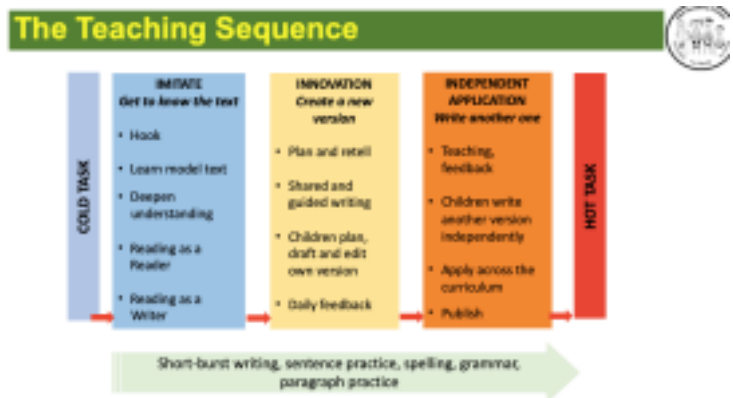 The Teaching Sequence
COLD TASK
IMITATE
Get to know the text
• Hook
• Learn model text
• Deepen
understanding
• Reading as a
Reader
• Reading as a
Writer
INNOVATION
Create a new
version
• Plan and retell
• Shared and
guided writing
• Children plan,
draft and edit
own version
• Daily feedback
INDEPENDENT
APPLICATION
Write another one
• Teaching,
feedback
• Children write
another version
independently
• Apply across the
curriculum
• Publish
HOT TASK
Short-burst writing, sentence practice, spelling, grammar,
paragraph practice